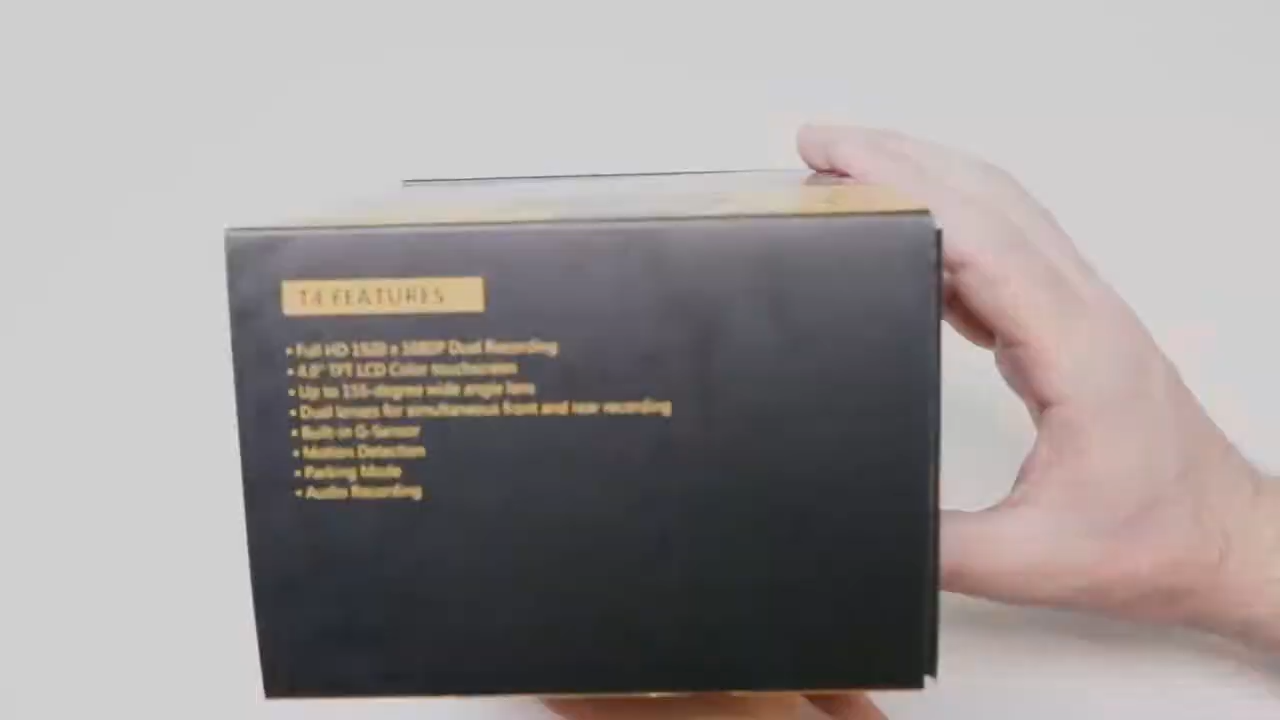 T4 FEATURES
• Full HD 1920 x 1080P Dual Recording
• TFT LCD Color touchscreen
• Up to wide angle lens
• Dual lenses for simultaneous front and rear recording
• Built-in G-Sensor
• Motion Detection
• Parking Mode
• Audio Recording